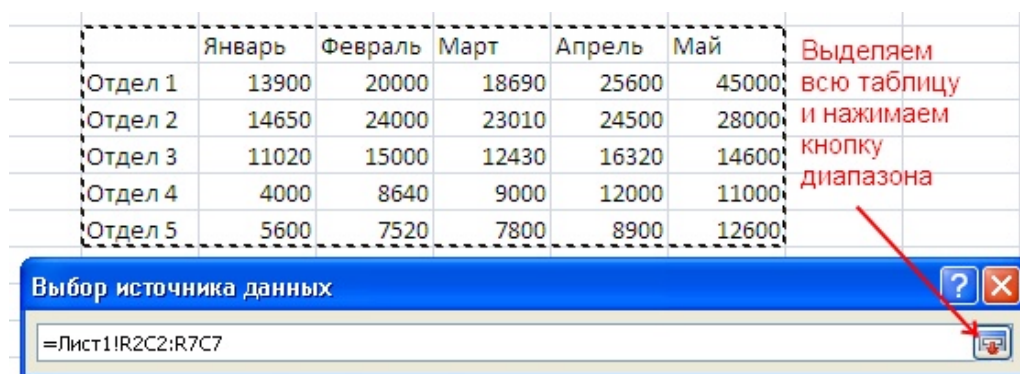 Январь Февраль Март Апрель Май
Отдел 1 13900 20000 18690 25600 45000
Отдел 2 14650 24000 23010 24500 28000
Отдел 3 11020 15000 12430 16320 14600
Отдел 4 4000 8640 9000 12000 11000
Отдел 5 5600 7520 7800 8900 12600
Выделяем
всю таблицу
и нажимаем
кнопку
диапазона
Выбор источника данных
=Лист1!R2C2:R7C7